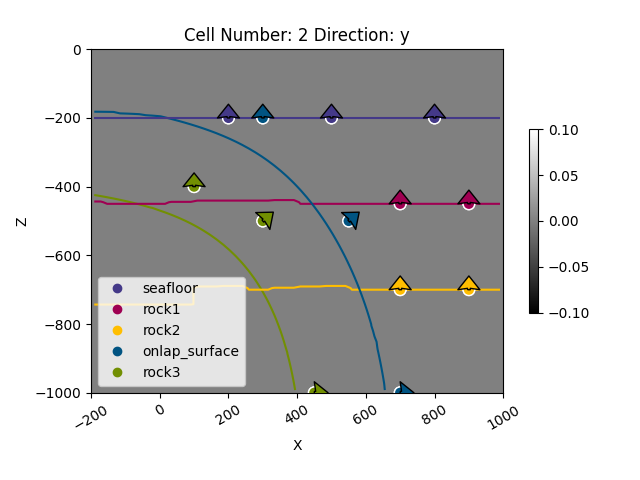 Cell Number: 2 Direction: y
0
−200
−400
−600
−800
−1000
Z
seafloor
rock1
rock2
onlap_surface
rock3
−200
0
200
400
600
800
1000
X
0.10
0.05
0.00
−0.05
−0.10